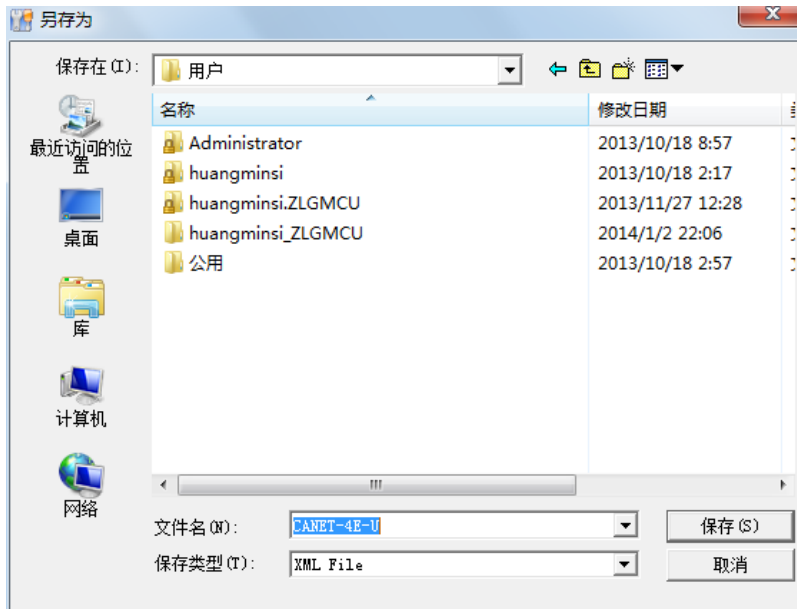 另存为
保存在(I):
用户
名称
修改日期
最近访问的位置
桌面
库
计算机
网络
Administrator
2013/10/18 8:57
huangminsi
2013/10/18 2:17
huangminsi.ZLGMCU
2013/11/27 12:28
huangminsi_ZLGMCU
2014/1/2 22:06
公用
2013/10/18 2:57
文件名(N):
CANET-4E-U
保存(S)
保存类型(T):
XML File
取消